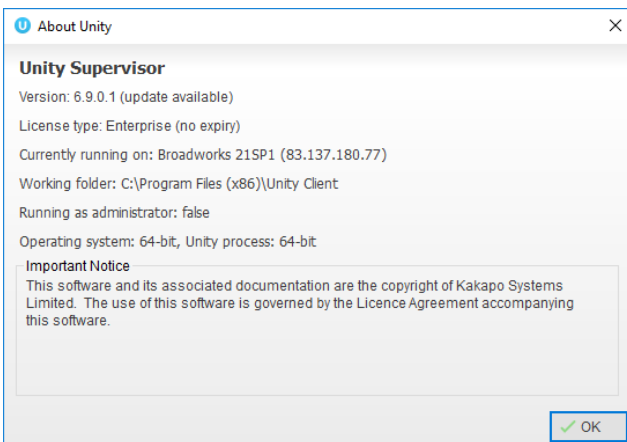 About Unity
Unity Supervisor
Version: 6.9.0.1 (update available)
License type: Enterprise (no expiry)
Currently running on: Broadworks 21SP1 (83.137.180.77)
Working folder: C:\Program Files (x86)\Unity Client
Running as administrator: false
Operating system: 64-bit, Unity process: 64-bit
Important Notice
This software and its associated documentation are the copyright of Kakapo Systems
Limited.  The use of this software is governed by the Licence Agreement accompanying
this software.
OK